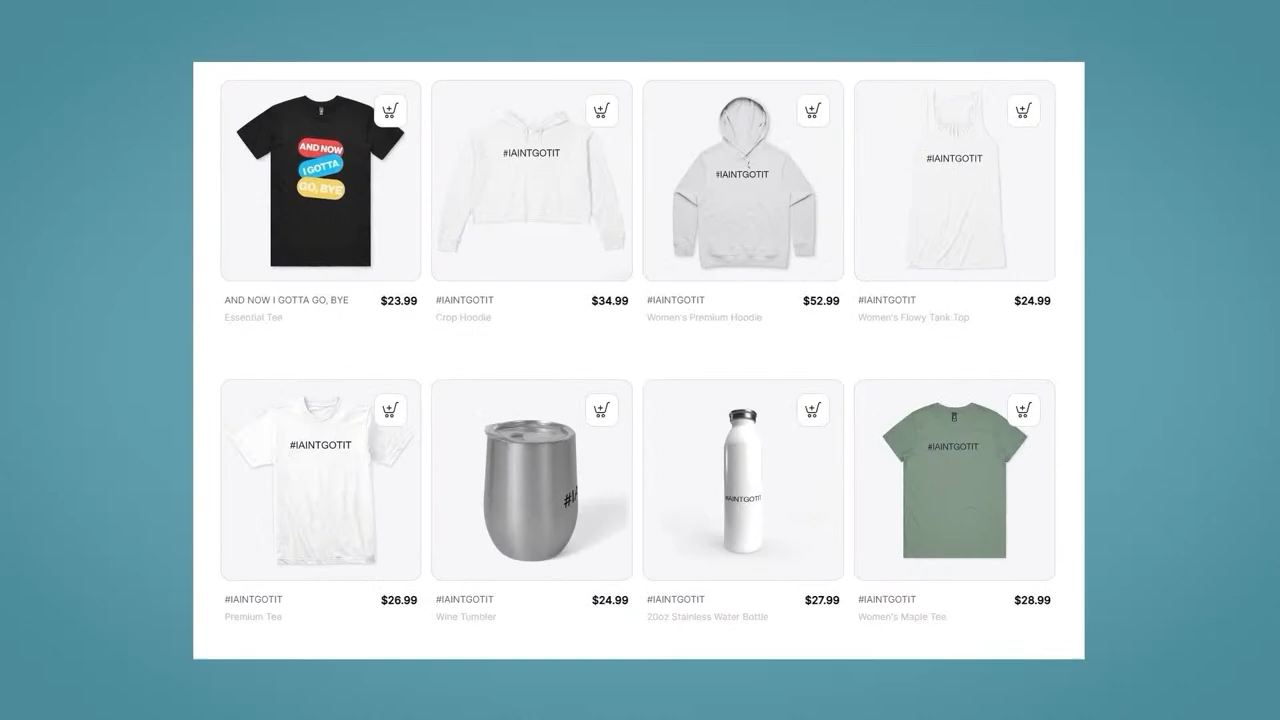 AND NOW
I GOTTA
GO, BYE
#IAINTGOTIT
#IAINTGOTIT
#IAINTGOTIT
AND NOW I GOTTA GO, BYE $23.99
Essential Tee
#IAINTGOTIT $34.99
Crop Hoodie
#IAINTGOTIT $52.99
Women's Premium Hoodie
#IAINTGOTIT $24.99
Women's Flowy Tank Top
#IAINTGOTIT
#IA
#IAINTGOTIT
#IAINTGOTIT
#IAINTGOTIT $26.99
Premium Tee
#IAINTGOTIT $24.99
Wine Tumbler
#IAINTGOTIT $27.99
20oz Stainless Water Bottle
#IAINTGOTIT $28.99
Women's Maple Tee